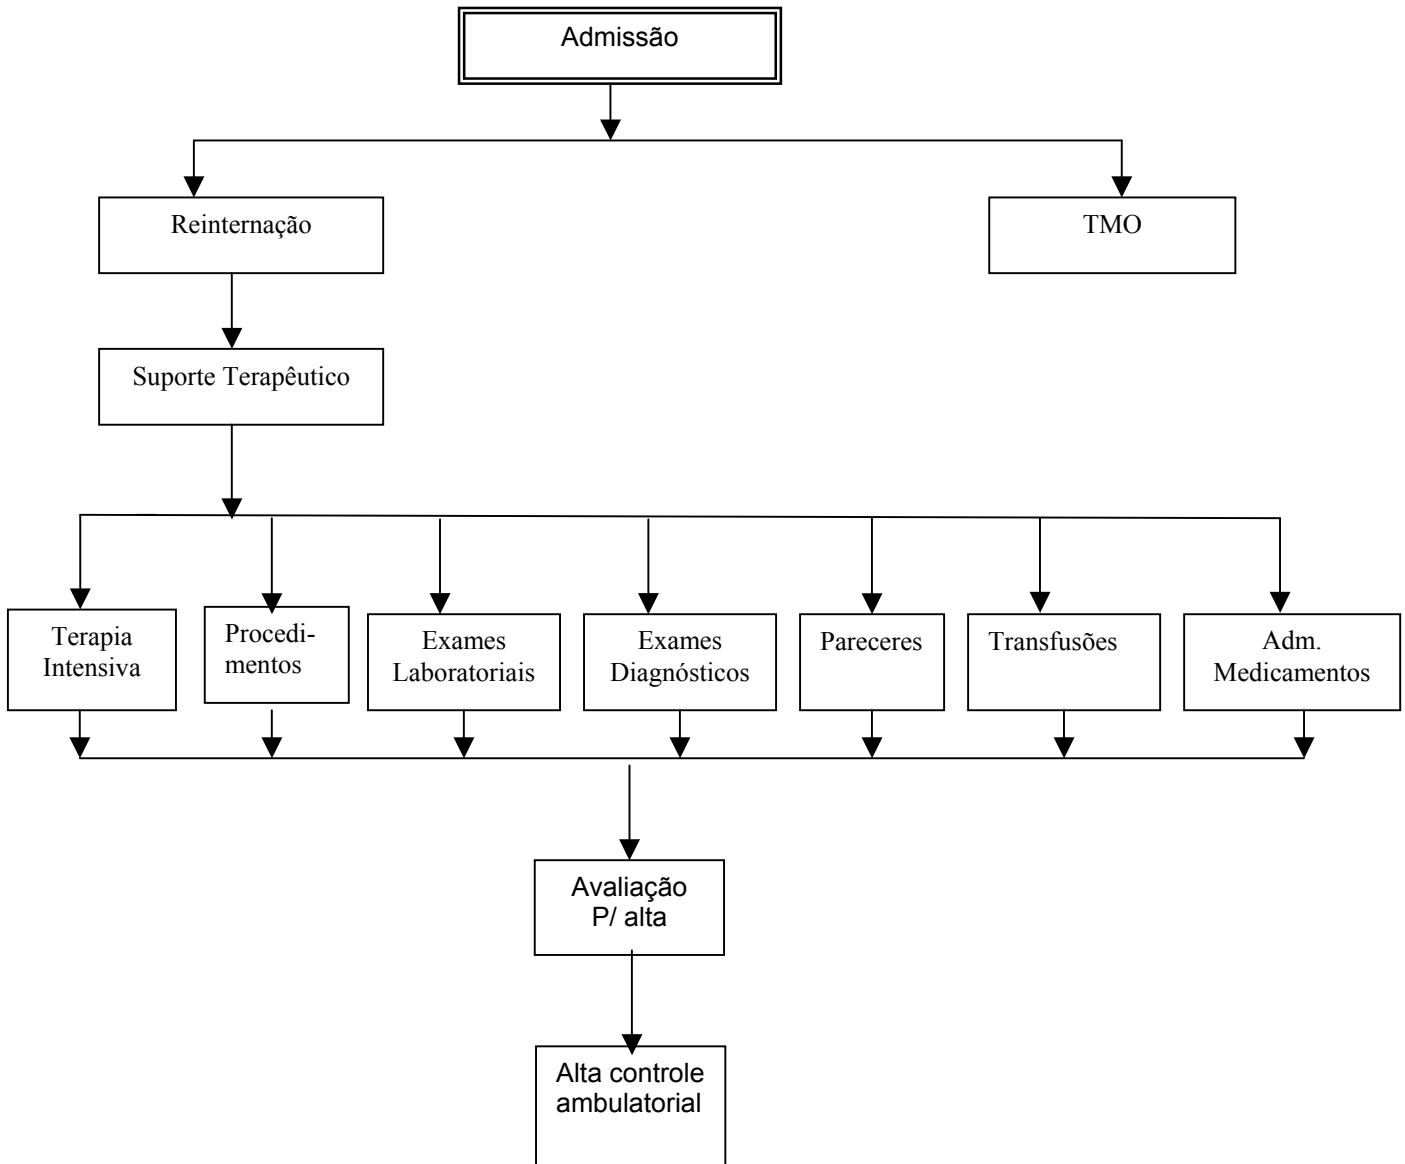 Admissão
Reinternação
TMO
Suporte Terapêutico
Terapia
Intensiva
Procedi-
mentos
Exames
Laboratoriais
Exames
Diagnósticos
Pareceres
Transfusões
Adm.
Medicamentos
Avaliação
P/ alta
Alta controle
ambulatorial